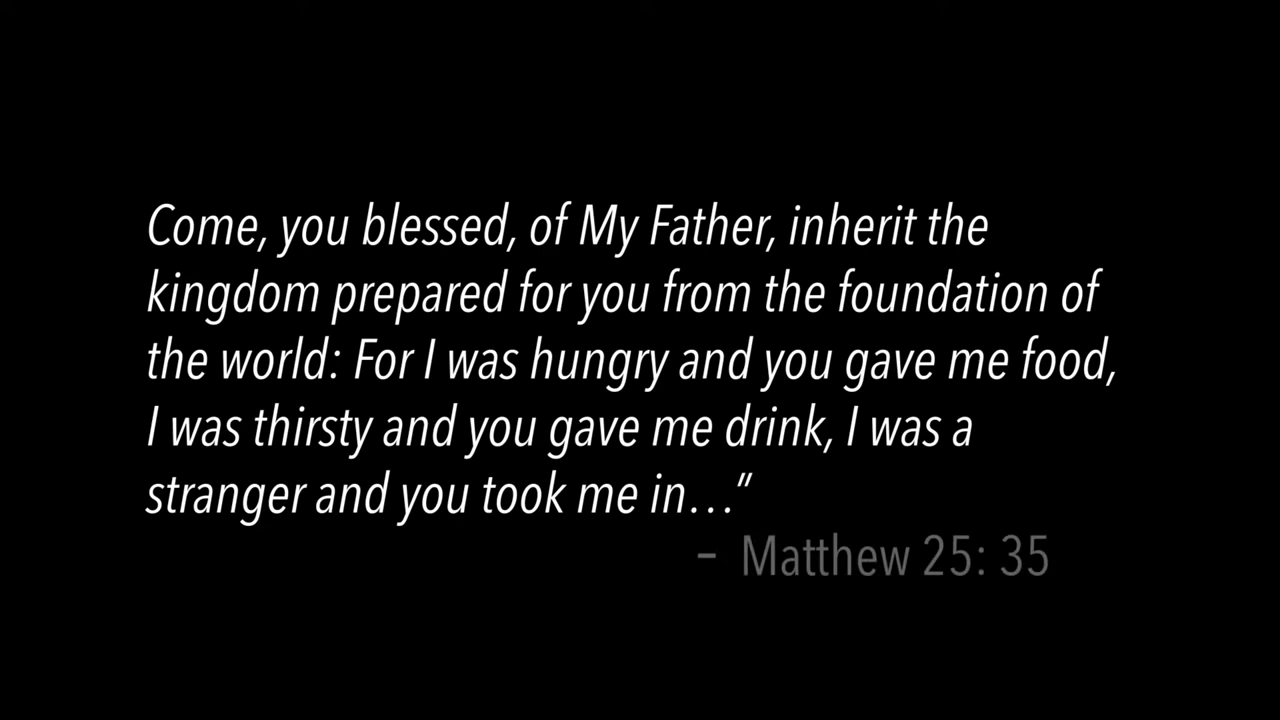 Come, you blessed, of My Father, inherit the
kingdom prepared for you from the foundation of
the world: For I was hungry and you gave me food,
I was thirsty and you gave me drink, I was a
stranger and you took me in…”
– Matthew 25: 35